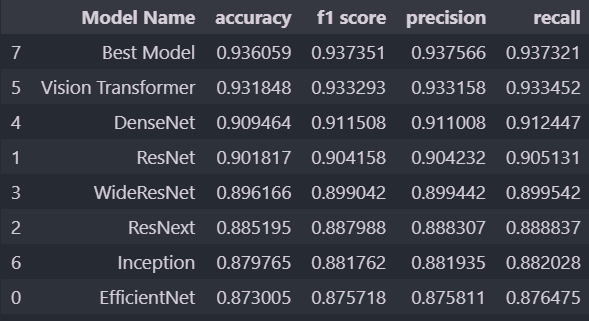 Model Name accuracy f1 score precision recall
7 Best Model 0.936059 0.937351 0.937566 0.937321
5 Vision Transformer 0.931848 0.933293 0.933158 0.933452
4 DenseNet 0.909464 0.911508 0.911008 0.912447
1 ResNet 0.901817 0.904158 0.904232 0.905131
3 WideResNet 0.896166 0.899042 0.899442 0.899542
2 ResNext 0.885195 0.887988 0.888307 0.888837
6 Inception 0.879765 0.881762 0.881935 0.882028
0 EfficientNet 0.873005 0.875718 0.875811 0.876475